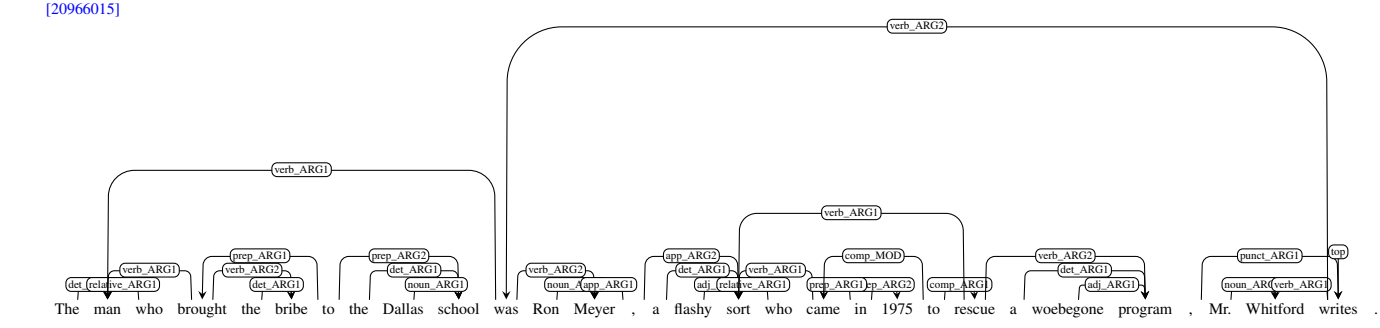 [20966015]
verb_ARG2
verb_ARG1
verb_ARG1
top
prep_ARG1 prep_ARG2 app_ARG2 comp_MOD verb_ARG2 punct_ARG1
verb_ARG1 verb_ARG2 det_ARG1 verb_ARG2 det_ARG1 verb_ARG1 det_ARG1
relative_ARG1 det_ARG1 noun_ARG1 app_ARG1 relative_ARG1 prep_ARG1 comp_ARG1 adj_ARG1 verb_ARG1
The man who brought the bribe to the Dallas school was Ron Meyer , a flashy sort who came in 1975 to rescue a woebegone program , Mr. Whitford writes .